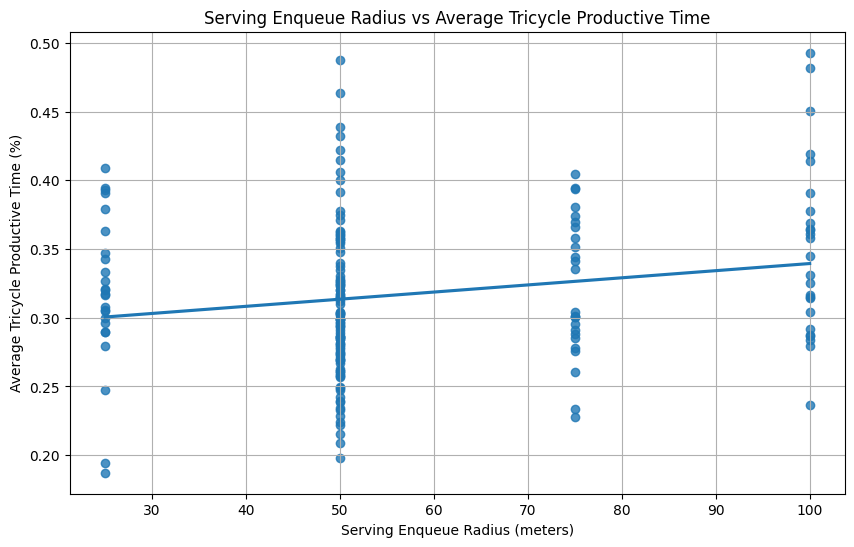 Serving Enqueue Radius vs Average Tricycle Productive Time
0.50
0.45
0.40
0.35
0.30
0.25
0.20
Average Tricycle Productive Time (%)
30 40 50 60 70 80 90 100
Serving Enqueue Radius (meters)